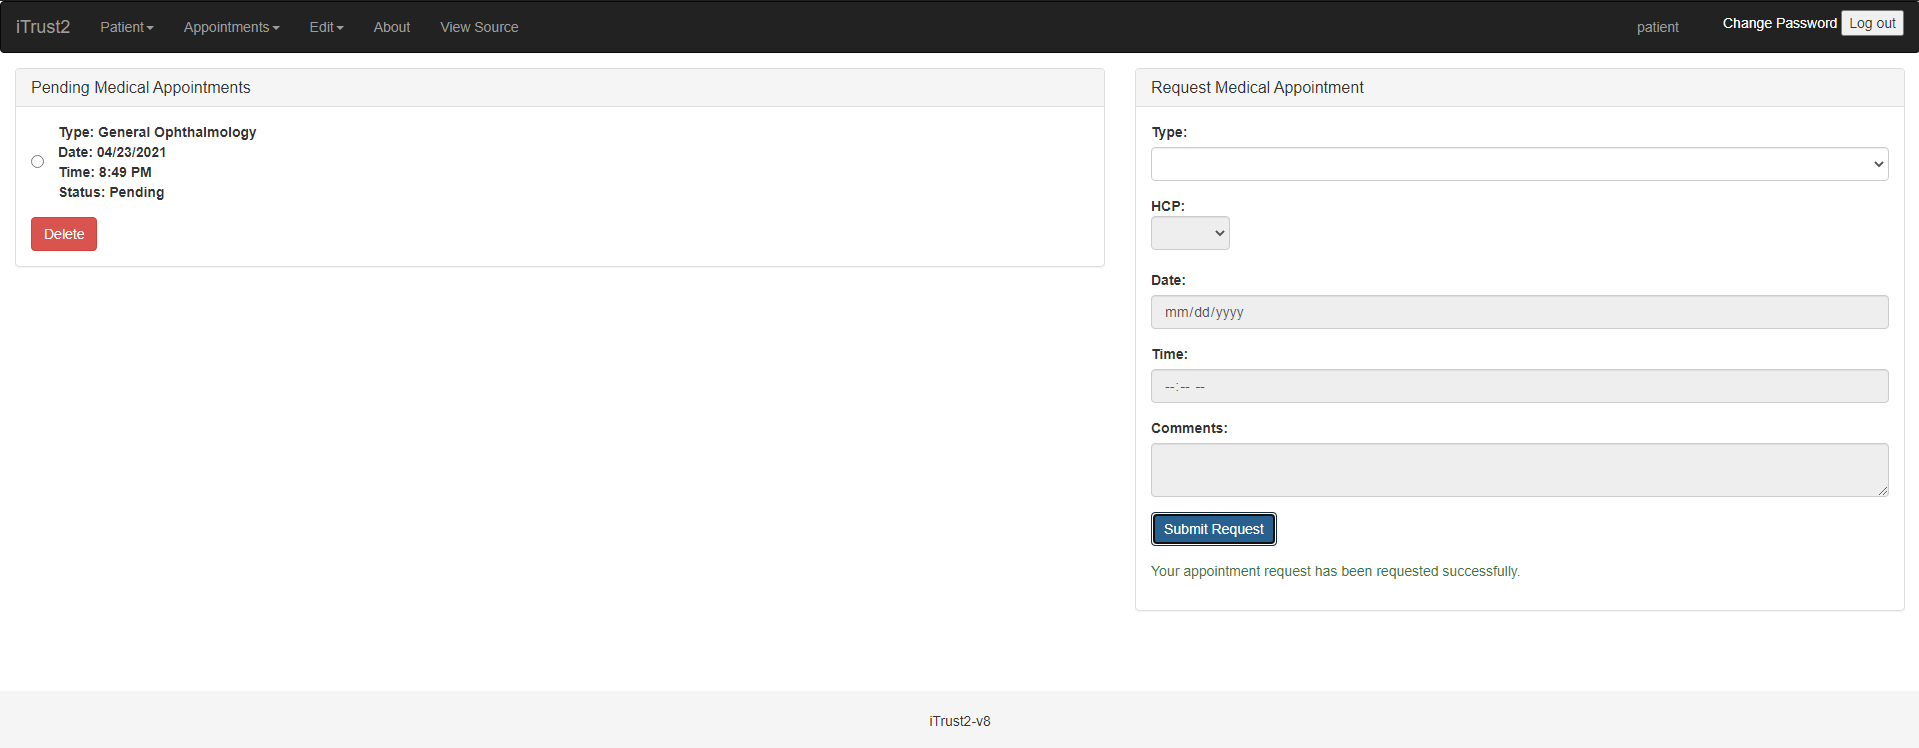 iTrust2 Patient Appointments Edit About View Source patient Change Password Log out
Pending Medical Appointments
Type: General Ophthalmology
Date: 04/23/2021
Time: 8:49 PM
Status: Pending
Delete
Request Medical Appointment
Type:
HCP:
Date:
mm/dd/yyyy
Time:
--:-- --
Comments:
Submit Request
Your appointment request has been requested successfully.
iTrust2-v8